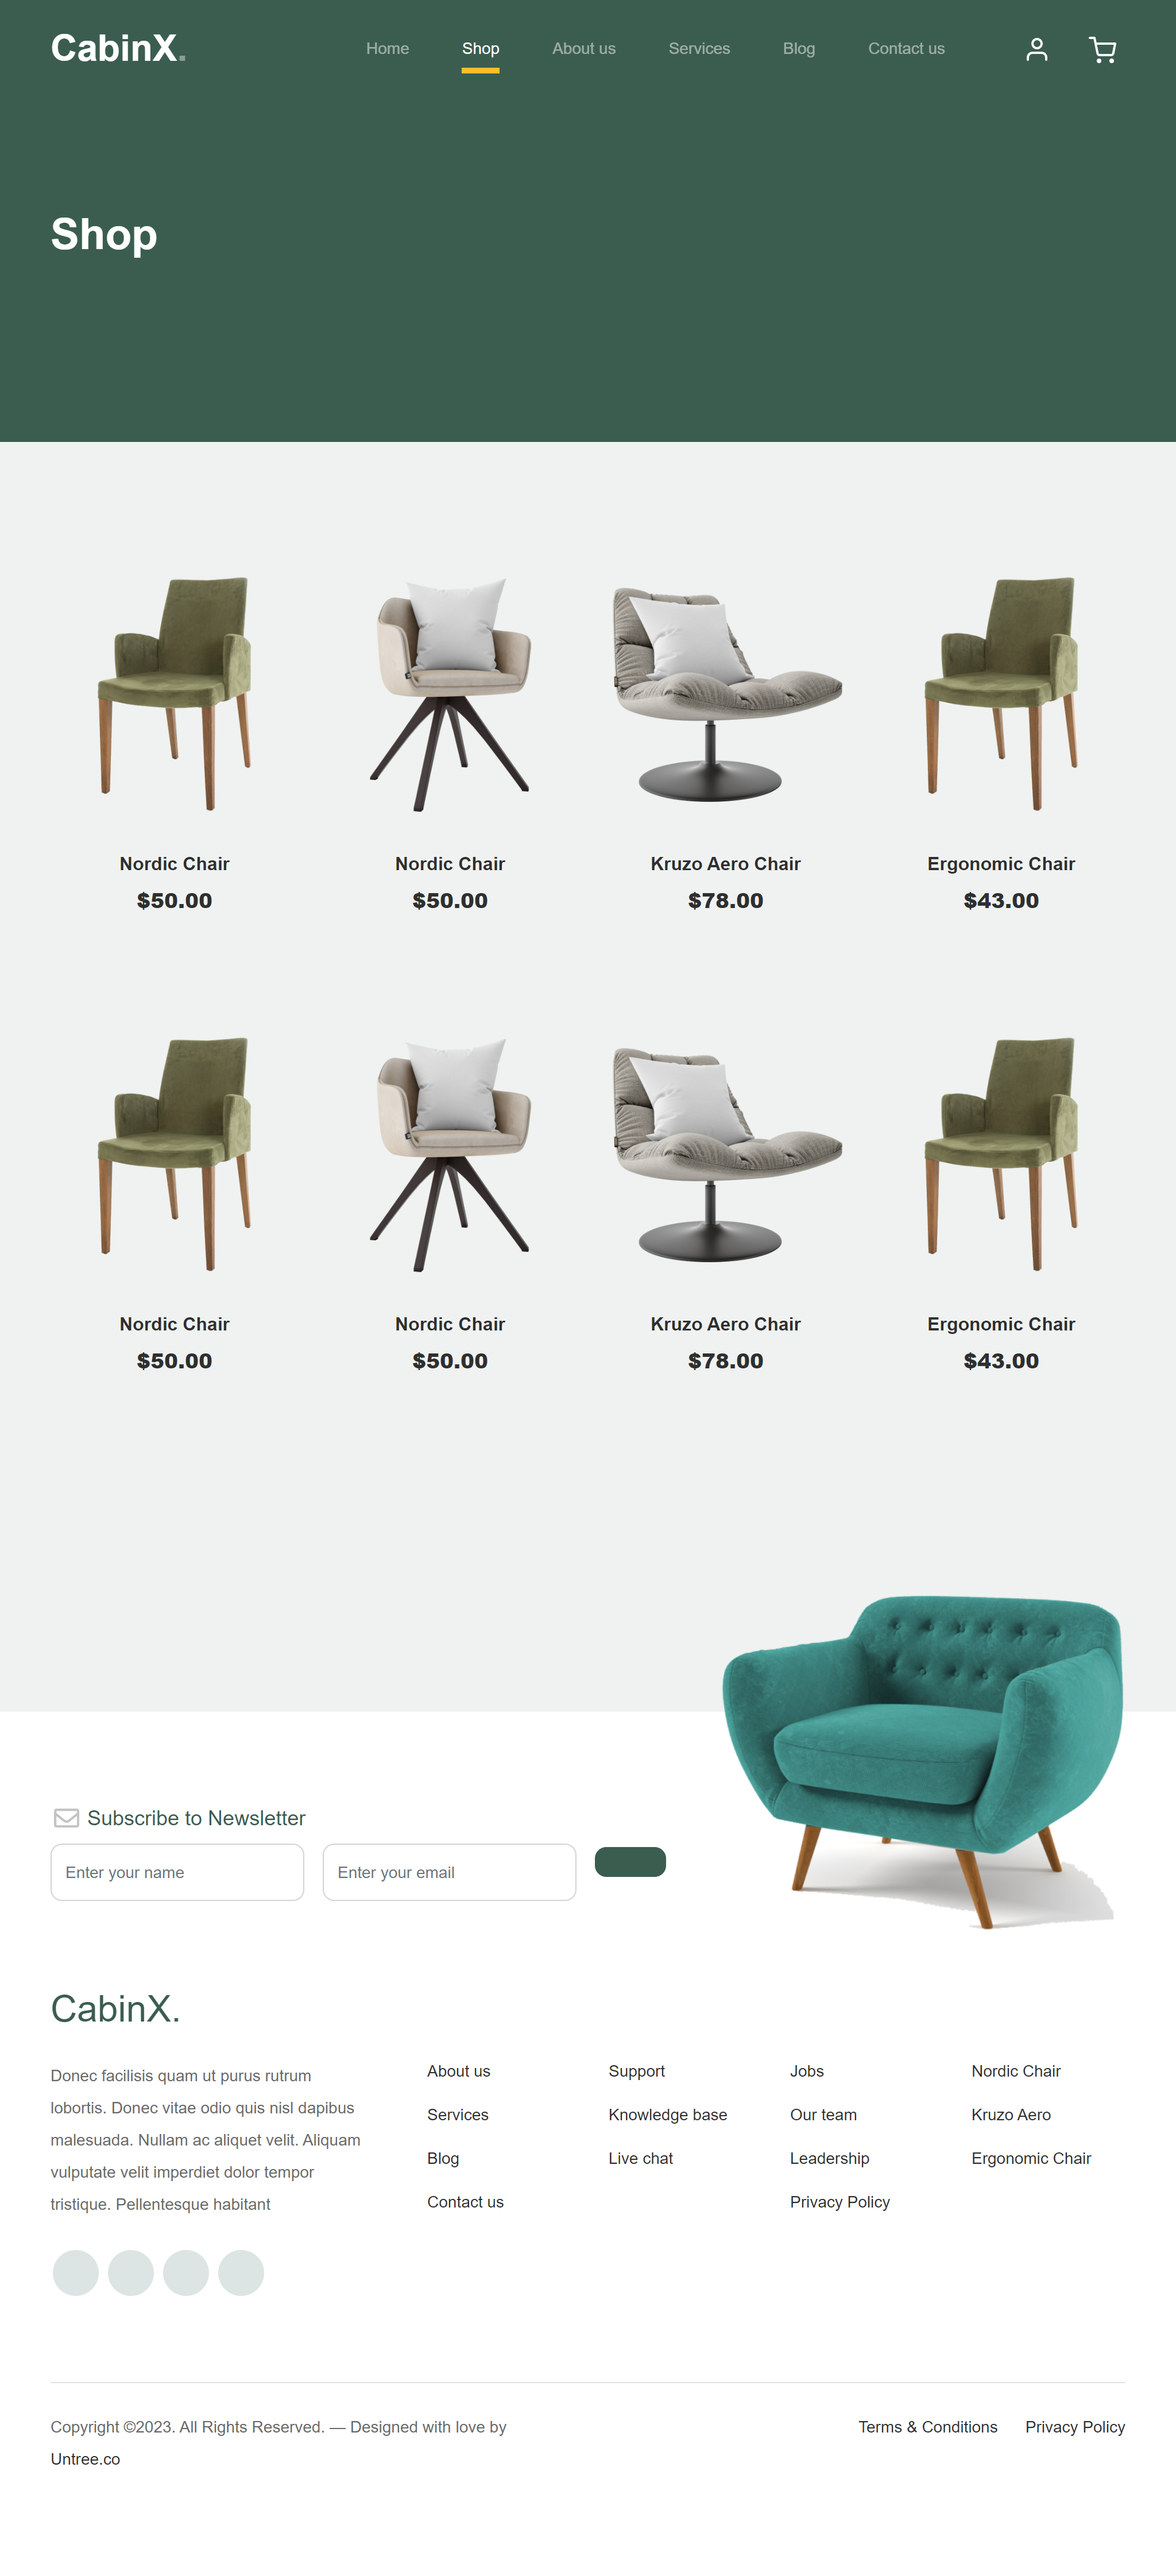 CabinX.
Home
Shop
About us
Services
Blog
Contact us
Shop
Nordic Chair
$50.00
Nordic Chair
$50.00
Kruzo Aero Chair
$78.00
Ergonomic Chair
$43.00
Nordic Chair
$50.00
Nordic Chair
$50.00
Kruzo Aero Chair
$78.00
Ergonomic Chair
$43.00
Subscribe to Newsletter
Enter your name
Enter your email
CabinX.
Donec facilisis quam ut purus rutrum
lobortis. Donec vitae odio quis nisl dapibus
malesuada. Nullam ac aliquet velit. Aliquam
vulputate velit imperdiet dolor tempor
tristique. Pellentesque habitant
About us
Services
Blog
Contact us
Support
Knowledge base
Live chat
Jobs
Our team
Leadership
Privacy Policy
Nordic Chair
Kruzo Aero
Ergonomic Chair
Copyright ©2023. All Rights Reserved. — Designed with love by
Untree.co
Terms & Conditions
Privacy Policy